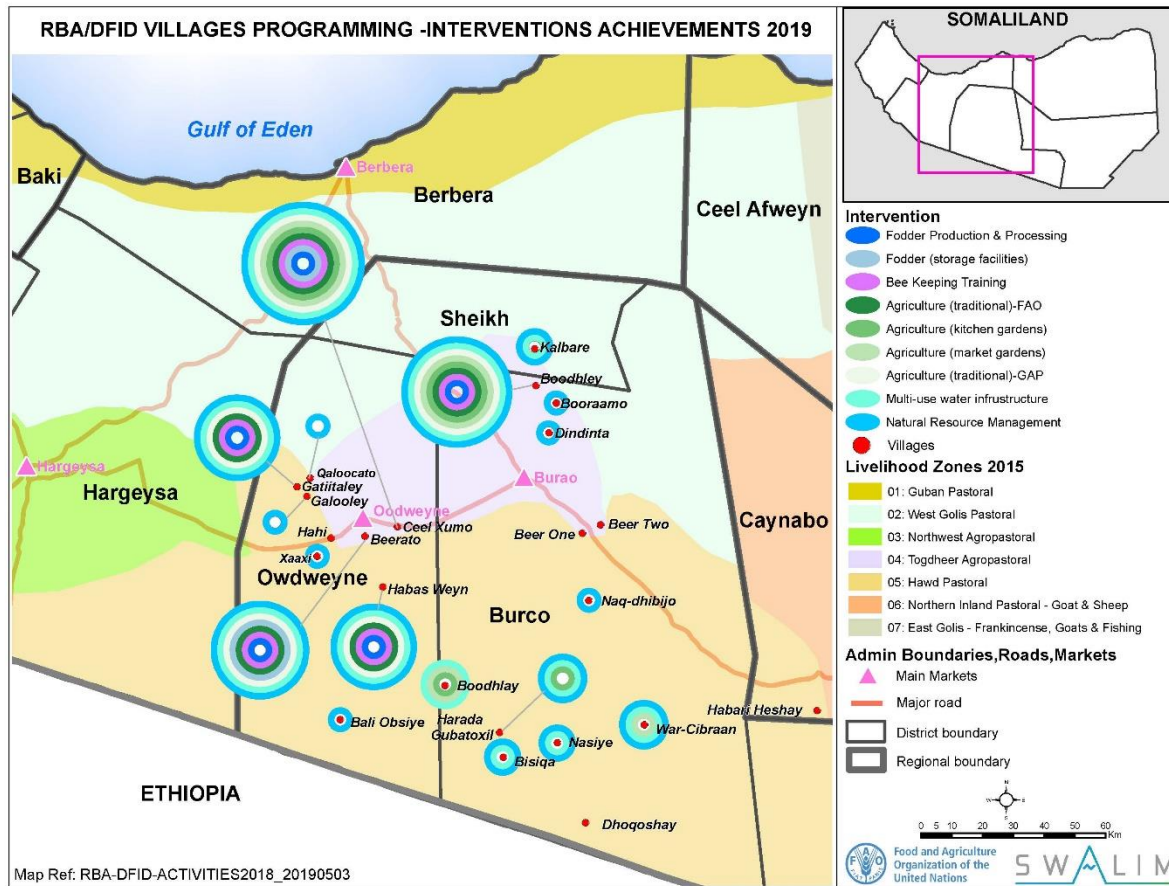 RBA/DFID VILLAGES PROGRAMMING -INTERVENTIONS ACHIEVEMENTS 2019
Gulf of Eden
Baki
Berbera
Berbera
Ceel Afweyn
Sheikh
Kalbare
Boodhley
Booraamo
Dindinta
Hargeysa
Hargeysa
Qaloocato
Gatiitaley
Galooley
Burao
Oodweyne
Ceel Xumo
Hahi
Beerato
Beer One
Beer Two
Caynabo
Xaaxi
Owdweyne
Habas Weyn
Burco
Naq-dhibijo
Boodhlay
Harada
Gubatoxil
Bali Obsiye
Habari Heshay
War-Cibraan
Nasiye
Bisiqa
ETHIOPIA
Dhoqoshay
Map Ref: RBA-DFID-ACTIVITIES2018_20190503
SOMALILAND
Intervention
Fodder Production & Processing
Fodder (storage facilities)
Bee Keeping Training
Agriculture (traditional)-FAO
Agriculture (kitchen gardens)
Agriculture (market gardens)
Agriculture (traditional)-GAP
Multi-use water infrustructure
Natural Resource Management
Villages
Livelihood Zones 2015
01: Guban Pastoral
02: West Golis Pastoral
03: Northwest Agropastoral
04: Togdheer Agropastoral
05: Hawd Pastoral
06: Northern Inland Pastoral - Goat & Sheep
07: East Golis - Frankincense, Goats & Fishing
Admin Boundaries,Roads,Markets
Main Markets
Major road
District boundary
Regional boundary
N
W E
S
0 5 10 20 30 40 50 60
Km
FAO
Food and Agriculture
Organization of the
United Nations
SWALIM